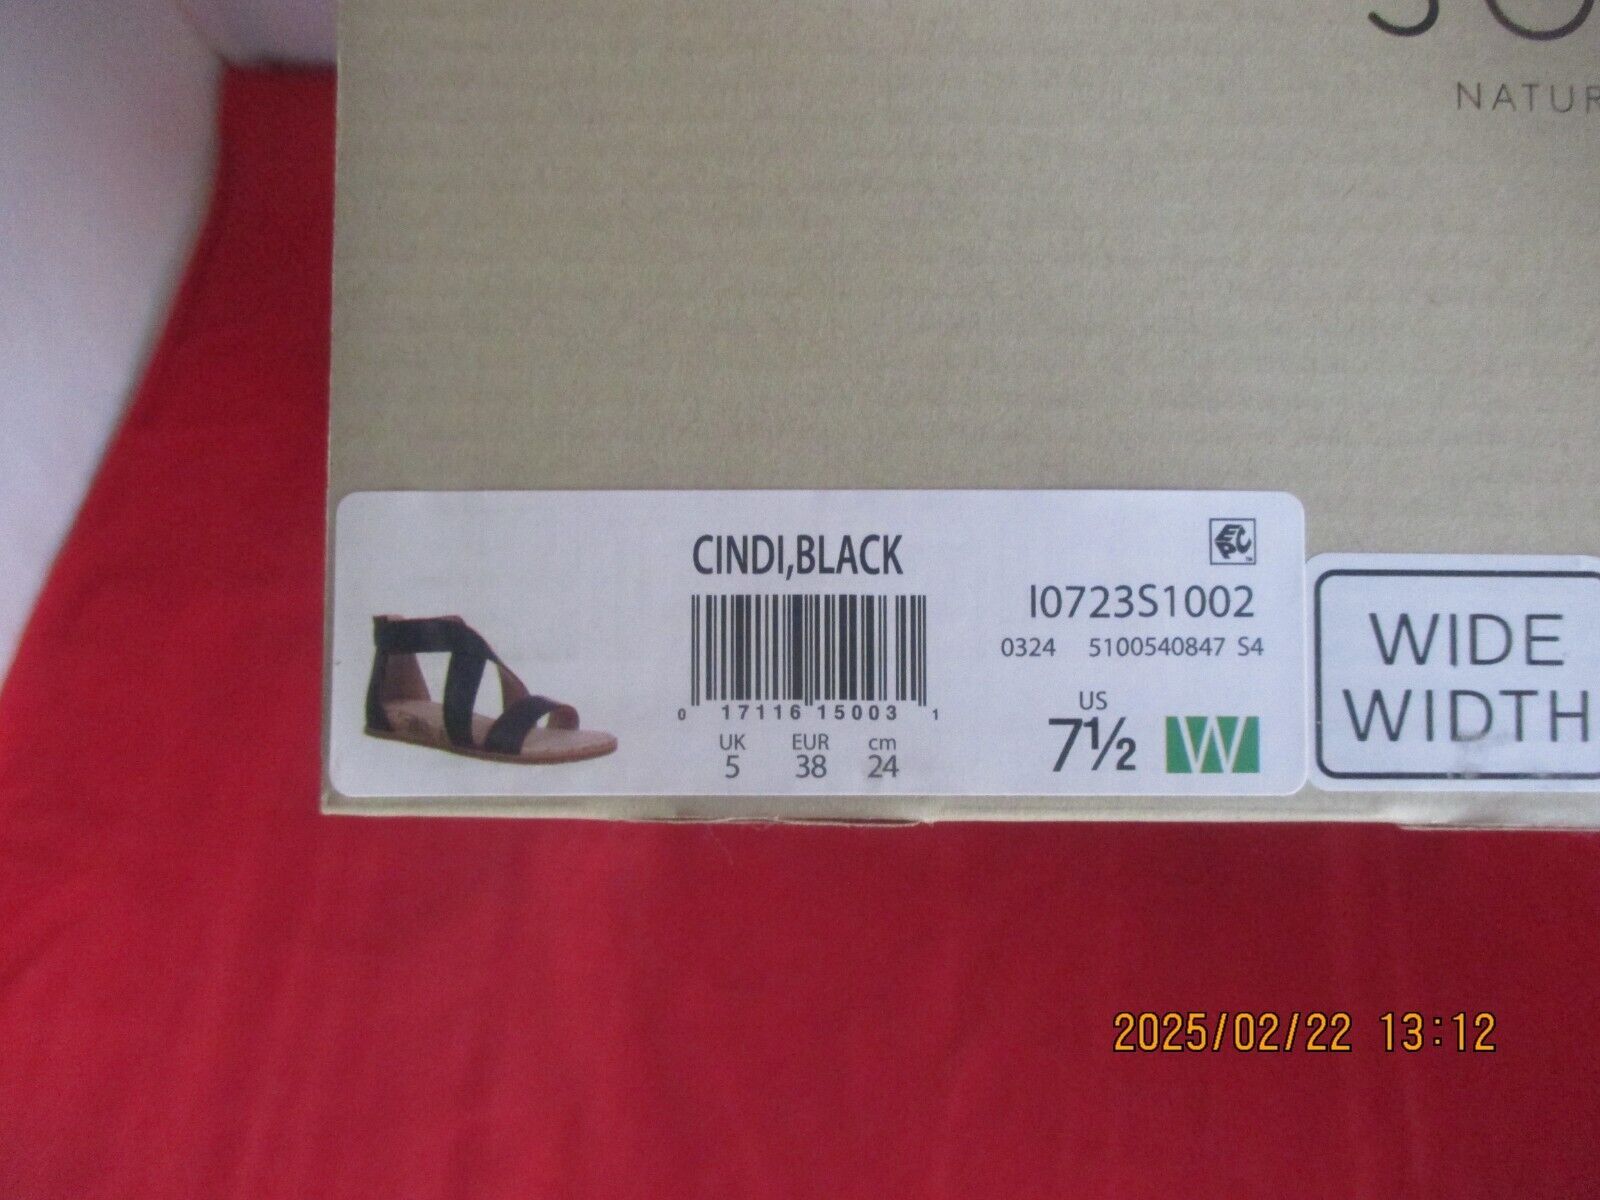 NATUR
CINDI,BLACK
EPC
I0723S1002
0324 5100540847 S4
0 17116 15003 1
UK EUR cm
5 38 24
US
7½ W
WIDE
WIDTH
2025/02/22 13:12